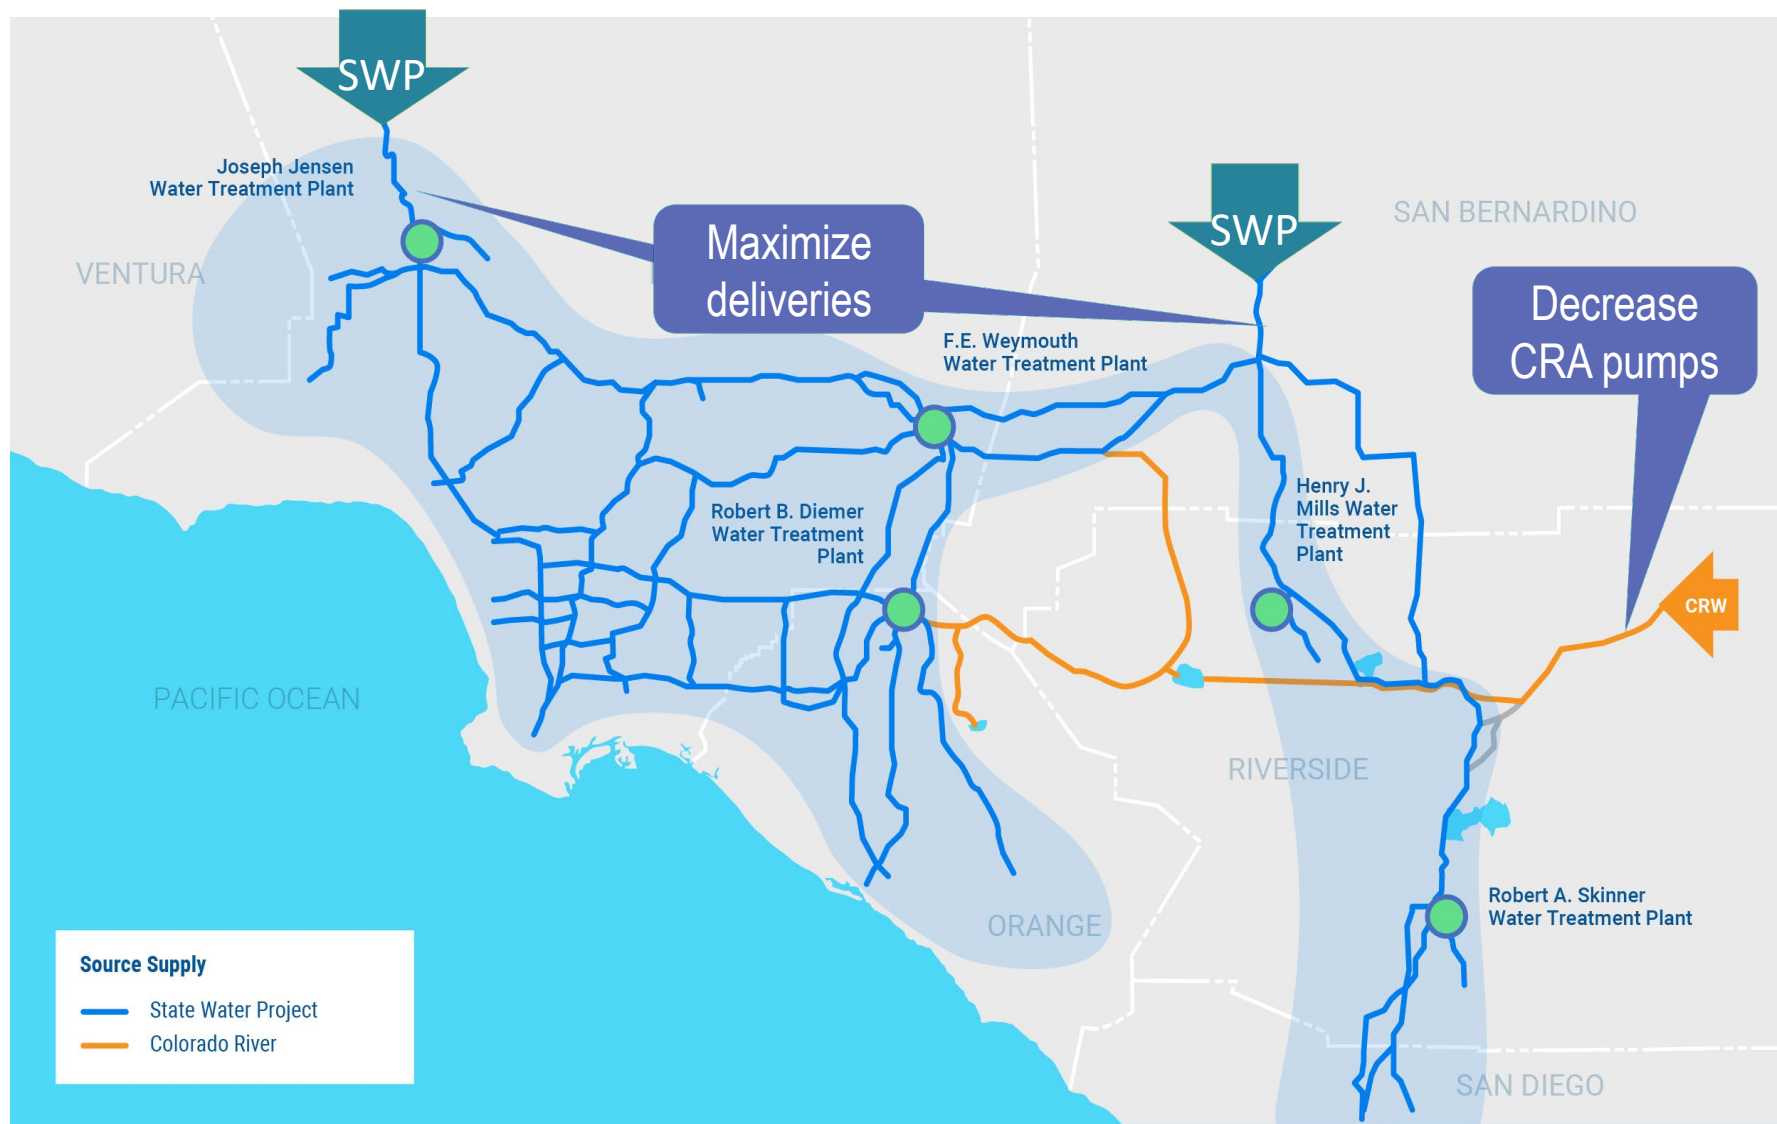 SWP
Joseph Jensen
Water Treatment Plant
SWP
SAN BERNARDINO
Maximize
deliveries
VENTURA
Decrease
CRA pumps
F.E. Weymouth
Water Treatment Plant
Henry J.
Mills Water
Treatment
Plant
Robert B. Diemer
Water Treatment
Plant
CRW
PACIFIC OCEAN
RIVERSIDE
Robert A. Skinner
Water Treatment Plant
ORANGE
Source Supply
State Water Project
Colorado River
SAN DIEGO